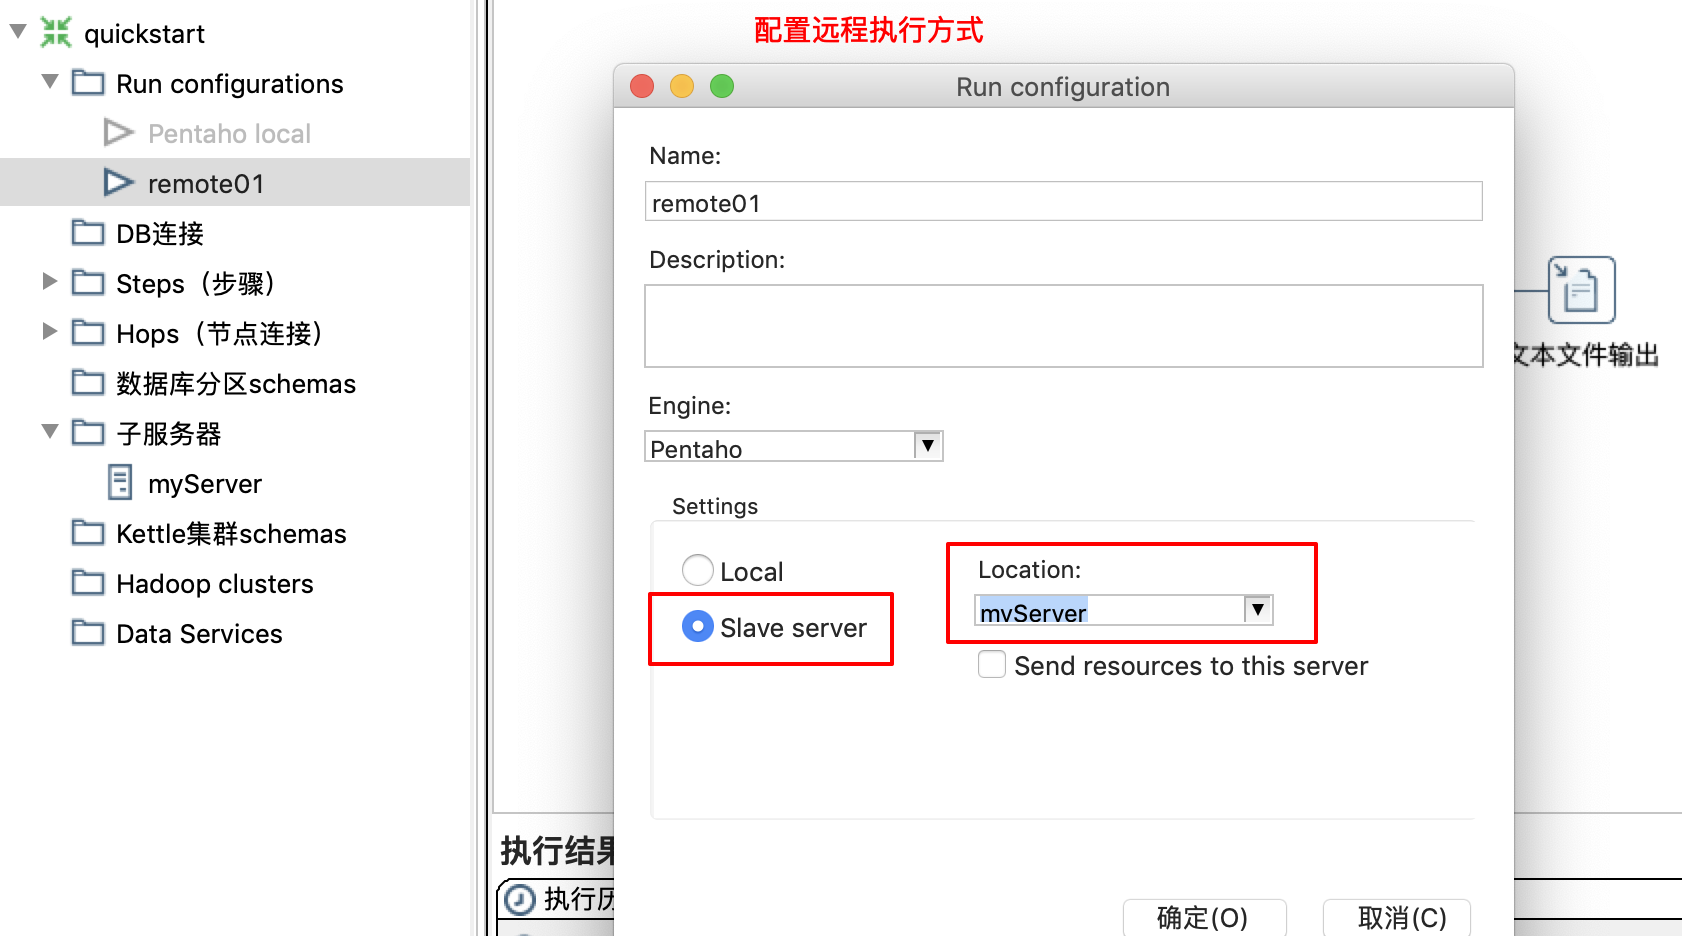 quickstart
Run configurations
Pentaho local
remote01
DB连接
Steps（步骤）
Hops（节点连接）
数据库分区schemas
子服务器
myServer
Kettle集群schemas
Hadoop clusters
Data Services
配置远程执行方式
Run configuration
Name:
remote01
Description:
Engine:
Pentaho
Settings
Local
Slave server
Location:
myServer
Send resources to this server
确定(O)
取消(C)
文本文件输出
执行结果
执行历